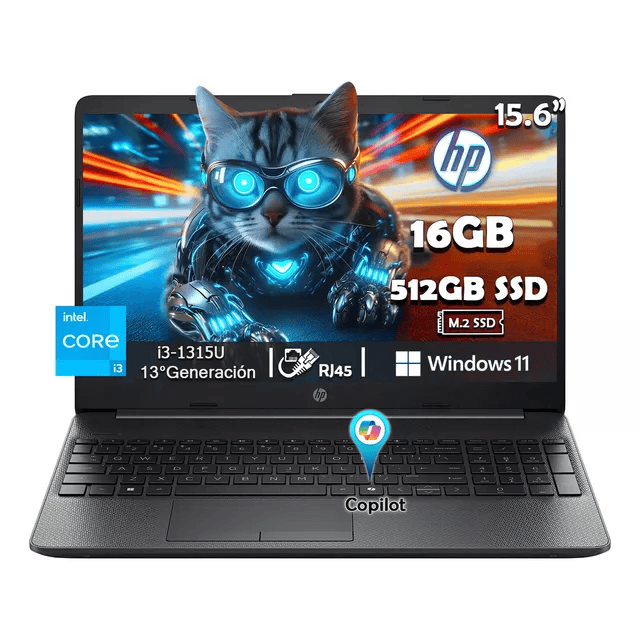 15.6”
hp
16GB
512GB SSD
M.2 SSD
intel.
CORE
i3
i3-1315U
13°Generación
RJ45
Windows 11
hp
Copilot